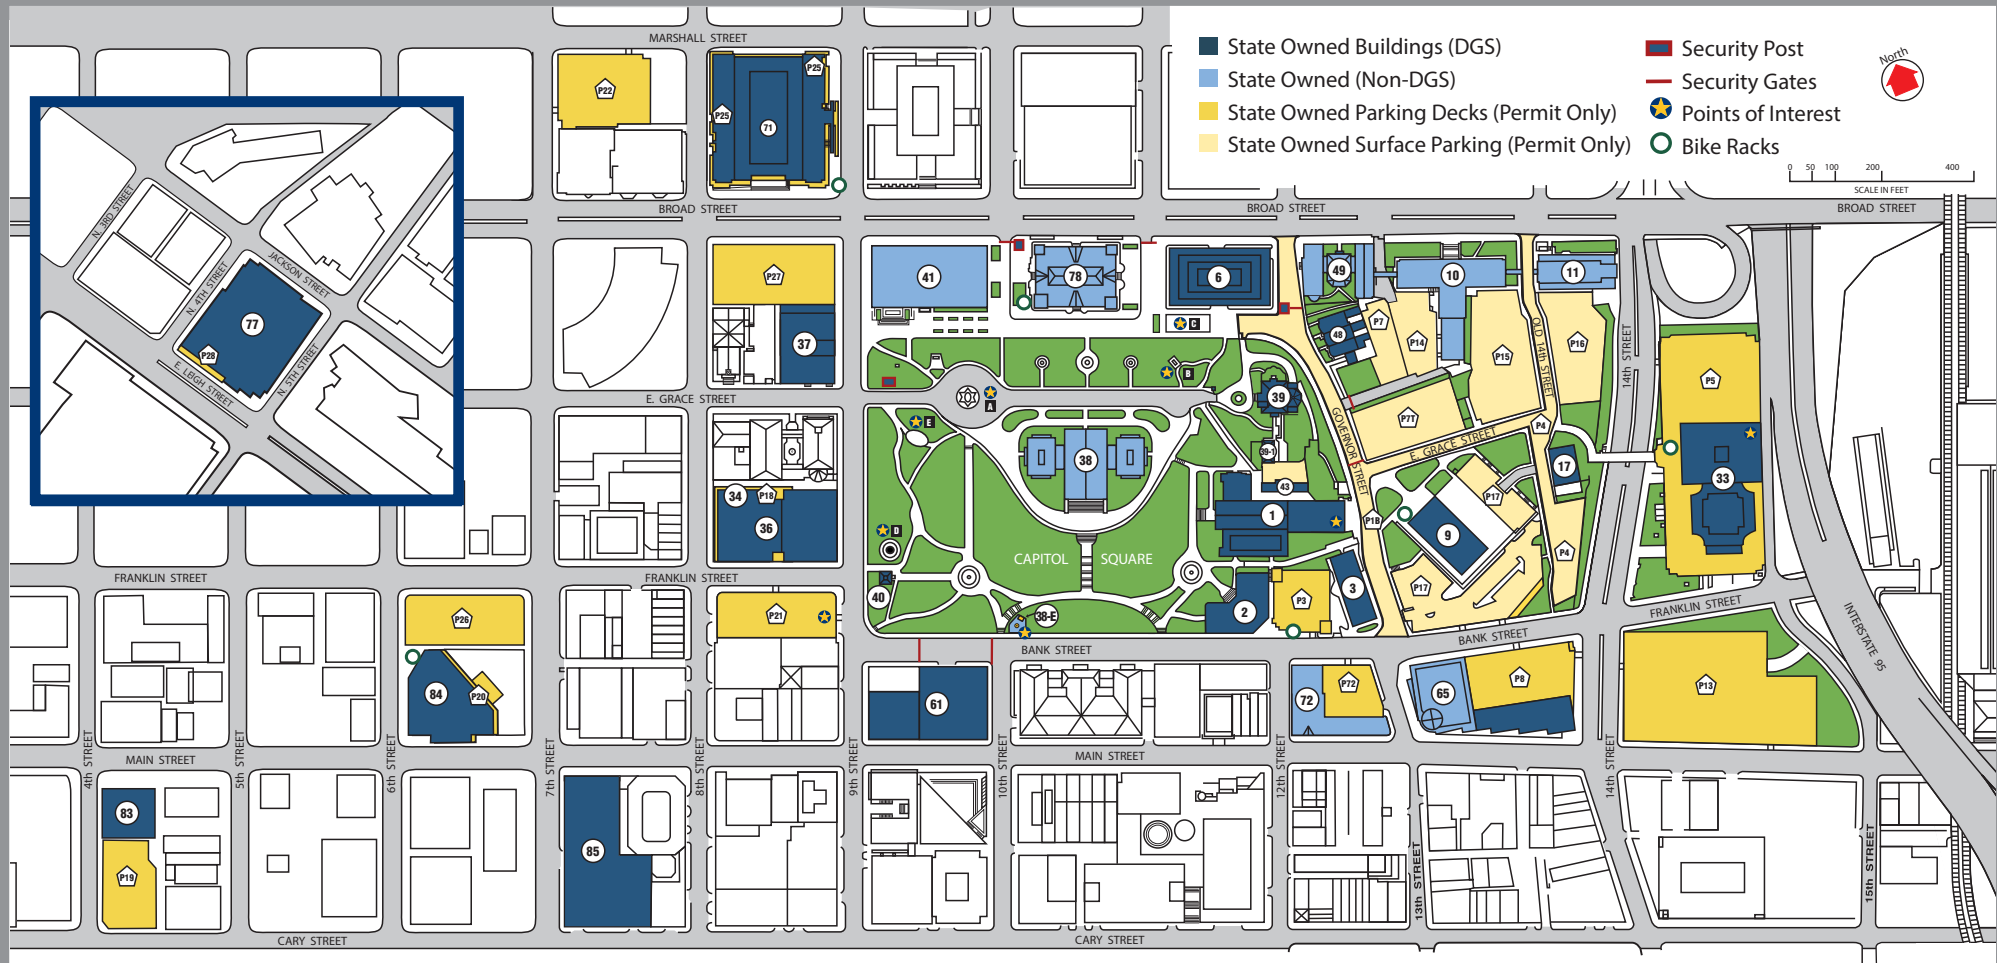 MARSHALL STREET
State Owned Buildings (DGS)
State Owned (Non-DGS)
State Owned Parking Decks (Permit Only)
State Owned Surface Parking (Permit Only)
Security Post
Security Gates
Points of Interest
Bike Racks
North
0 50 100 200 400
SCALE IN FEET
P22
P25
P25
71
BROAD STREET
BROAD STREET
BROAD STREET
N. 3RD STREET
JACKSON STREET
N. 4TH STREET
77
P28
E. LEIGH STREET
N. 5TH STREET
P27
37
41
78
6
49
10
11
C
48
P7
P14
P15
P16
OLD 14th STREET
14th STREET
P5
E. GRACE STREET
A
B
E
39
39-1
GOVERNOR STREET
P7T
E. GRACE STREET
P4
38
34
P18
36
43
1
P1B
P17
17
33
9
D
CAPITOL SQUARE
P4
FRANKLIN STREET
FRANKLIN STREET
FRANKLIN STREET
40
38-E
2
P3
3
P17
P26
P21
BANK STREET
BANK STREET
INTERSTATE 95
84
P20
61
72
P72
65
P8
P13
4th STREET
5th STREET
6th STREET
7th STREET
8th STREET
9th STREET
10th STREET
12th STREET
14th STREET
MAIN STREET
MAIN STREET
83
P19
85
13th STREET
15th STREET
CARY STREET
CARY STREET